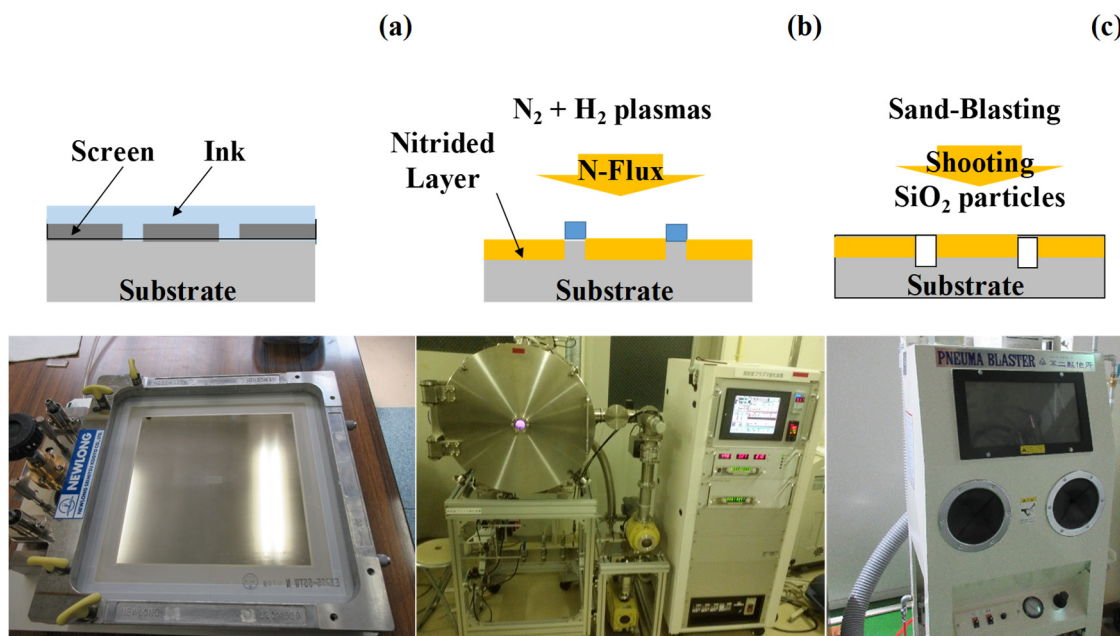 (a)
(b)
(c)
Screen
Ink
Substrate
N₂ + H₂ plasmas
Nitrided
Layer
N-Flux
Substrate
Sand-Blasting
Shooting
SiO₂ particles
Substrate
NEWLONG
NEWLONG
PNEUMA BLASTER